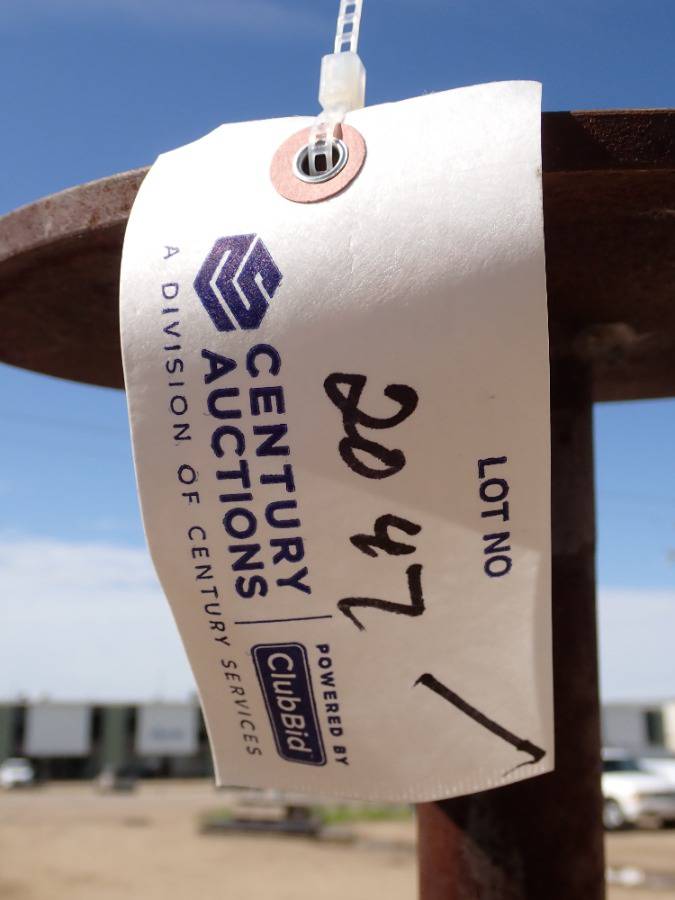 LOT NO
2047
CENTURY
AUCTIONS
A DIVISION OF CENTURY SERVICES
POWERED BY
ClubBid